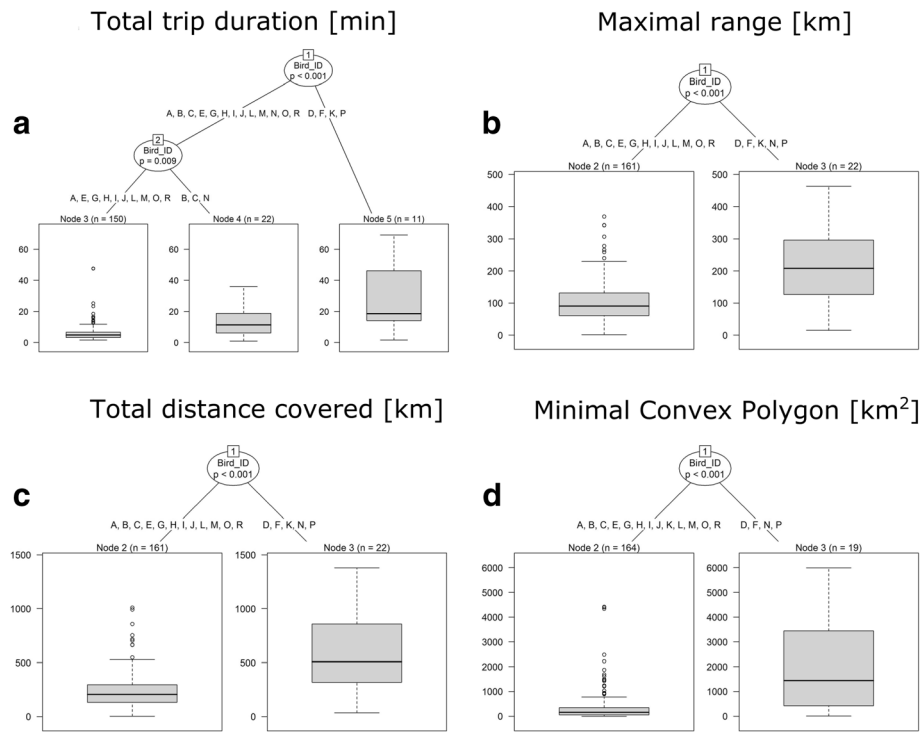 Total trip duration [min]
1
Bird_ID
p < 0.001
A, B, C, E, G, H, I, J, L, M, N, O, R D, F, K, P
a
2
Bird_ID
p = 0.009
A, E, G, H, I, J, L, M, O, R B, C, N
Node 3 (n = 150)
Node 4 (n = 22)
Node 5 (n = 11)
60
40
20
0
60
40
20
0
60
40
20
0
Maximal range [km]
1
Bird_ID
p < 0.001
b
A, B, C, E, G, H, I, J, L, M, O, R D, F, K, N, P
Node 2 (n = 161)
Node 3 (n = 22)
500
400
300
200
100
0
500
400
300
200
100
0
Total distance covered [km]
1
Bird_ID
p < 0.001
c
A, B, C, E, G, H, I, J, L, M, O, R D, F, K, N, P
Node 2 (n = 161)
Node 3 (n = 22)
1500
1000
500
0
1500
1000
500
0
Minimal Convex Polygon [km²]
1
Bird_ID
p < 0.001
d
A, B, C, E, G, H, I, J, K, L, M, O, R D, F, N, P
Node 2 (n = 164)
Node 3 (n = 19)
6000
5000
4000
3000
2000
1000
0
6000
5000
4000
3000
2000
1000
0